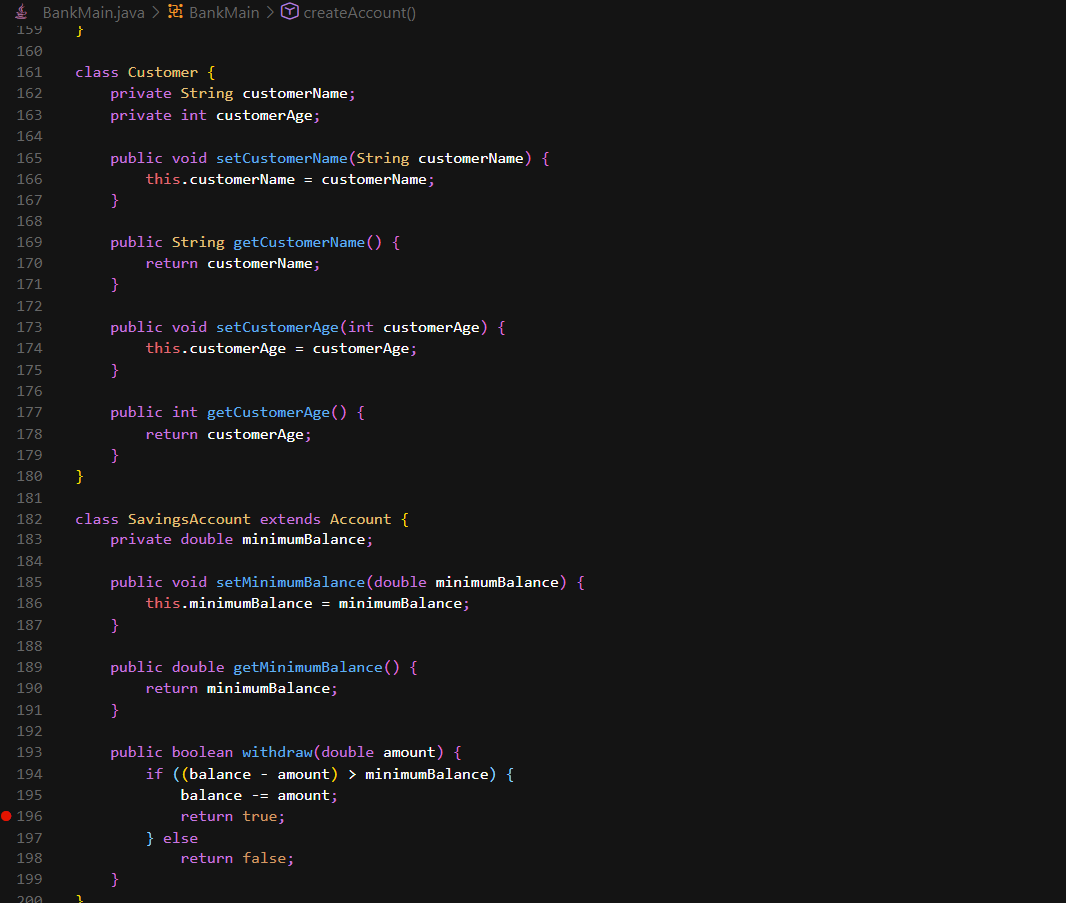 BankMain.java > BankMain > createAccount()
159 }
160
161 class Customer {
162 private String customerName;
163 private int customerAge;
164
165 public void setCustomerName(String customerName) {
166 this.customerName = customerName;
167 }
168
169 public String getCustomerName() {
170 return customerName;
171 }
172
173 public void setCustomerAge(int customerAge) {
174 this.customerAge = customerAge;
175 }
176
177 public int getCustomerAge() {
178 return customerAge;
179 }
180 }
181
182 class SavingsAccount extends Account {
183 private double minimumBalance;
184
185 public void setMinimumBalance(double minimumBalance) {
186 this.minimumBalance = minimumBalance;
187 }
188
189 public double getMinimumBalance() {
190 return minimumBalance;
191 }
192
193 public boolean withdraw(double amount) {
194 if ((balance - amount) > minimumBalance) {
195 balance -= amount;
196 return true;
197 } else
198 return false;
199 }
200 }